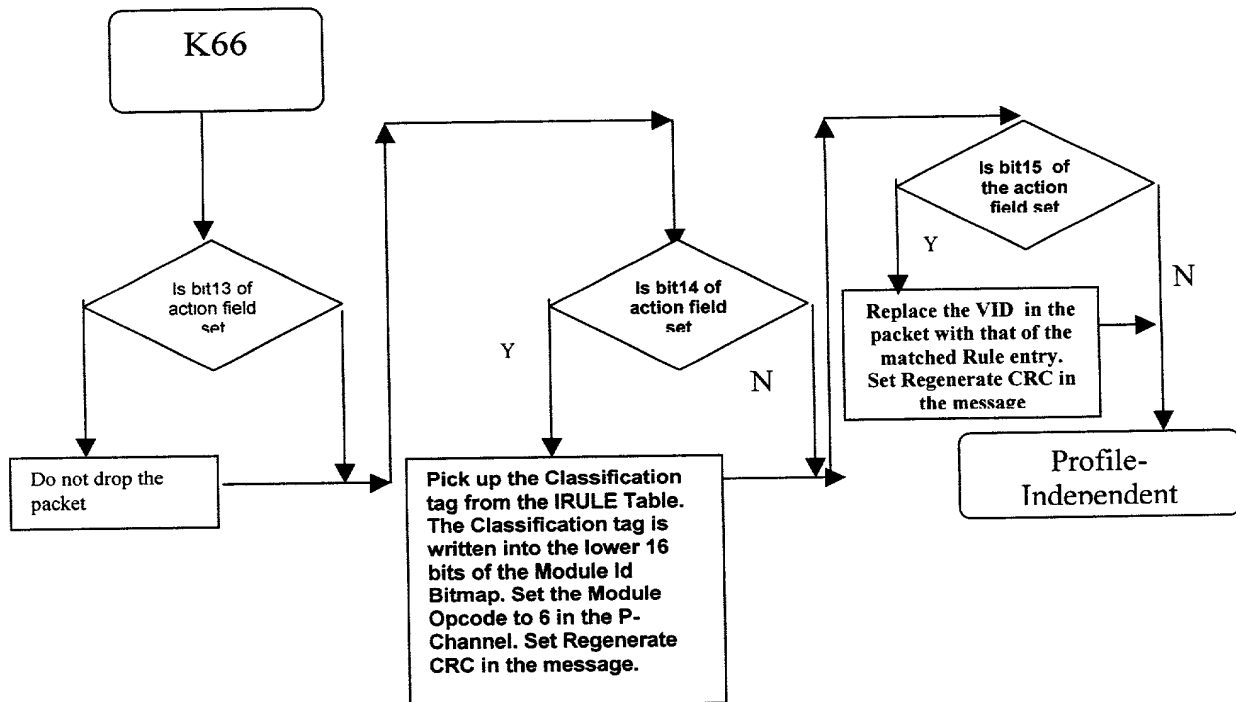 K66
Is bit13 of
action field
set
Do not drop the
packet
Is bit14 of
action field
set
Y
N
Pick up the Classification
tag from the IRULE Table.
The Classification tag is
written into the lower 16
bits of the Module Id
Bitmap. Set the Module
Opcode to 6 in the P-
Channel. Set Regenerate
CRC in the message.
Is bit15 of
the action
field set
Y
N
Replace the VID in the
packet with that of the
matched Rule entry.
Set Regenerate CRC in
the message
Profile-
Independent